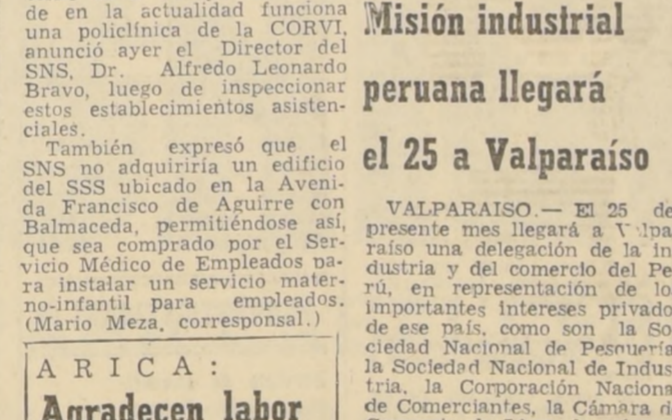 de en la actualidad funciona
una policlínica de la CORVI,
anunció ayer el Director del
SNS, Dr. Alfredo Leonardo
Bravo, luego de inspeccionar
estos establecimientos asisten-
ciales.
También expresó que el
SNS no adquiriría un edificio
del SSS ubicado en la Aveni-
da Francisco de Aguirre con
Balmaceda, permitiéndose así,
que sea comprado por el Ser-
vicio Médico de Empleados pa-
ra instalar un servicio mater-
no-infantil para empleados.
(Mario Meza, corresponsal.)
ARICA:
Agradecen labor
Misión industrial
peruana llegará
el 25 a Valparaíso
VALPARAISO.— El 25 de
presente mes llegará a Valpa
raíso una delegación de la in
dustria y del comercio del Pe
rú, en representación de lo
importantes intereses privado
de ese país, como son la So
ciedad Nacional de Pesquería
la Sociedad Nacional de Indus
tria, la Corporación Naciona
de Comerciantes, la Cámara d